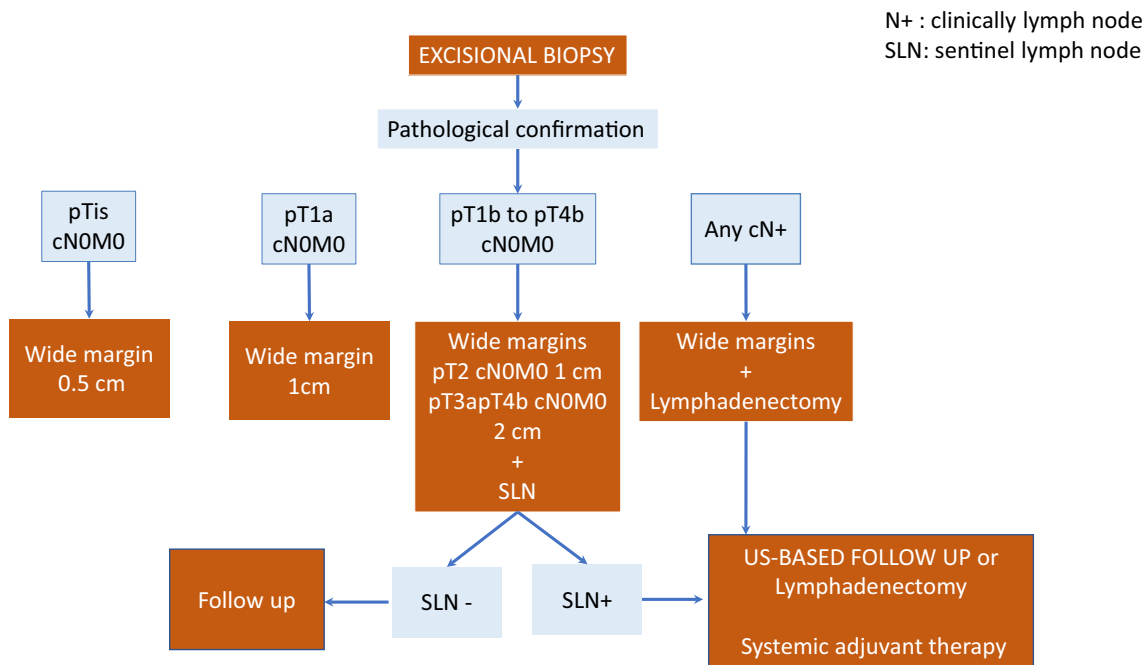 N+ : clinically lymph node
SLN: sentinel lymph node
EXCISIONAL BIOPSY
Pathological confirmation
pTis
cN0M0
pT1a
cN0M0
pT1b to pT4b
cN0M0
Any cN+
Wide margin
0.5 cm
Wide margin
1cm
Wide margins
pT2 cN0M0 1 cm
pT3apT4b cN0M0
2 cm
+
SLN
Wide margins
+
Lymphadenectomy
Follow up
SLN -
SLN+
US-BASED FOLLOW UP or
Lymphadenectomy
Systemic adjuvant therapy